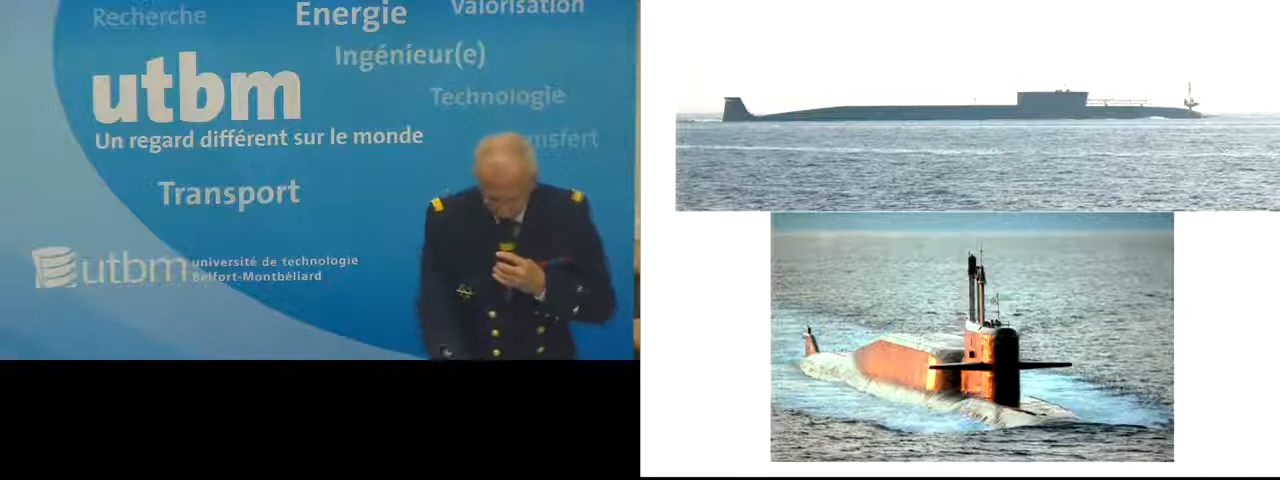 Recherche
Energie
Valorisation
Ingénieur(e)
utbm
Technologie
Un regard différent sur le monde
nsfert
Transport
utbm université de technologie
Belfort-Montbéliard